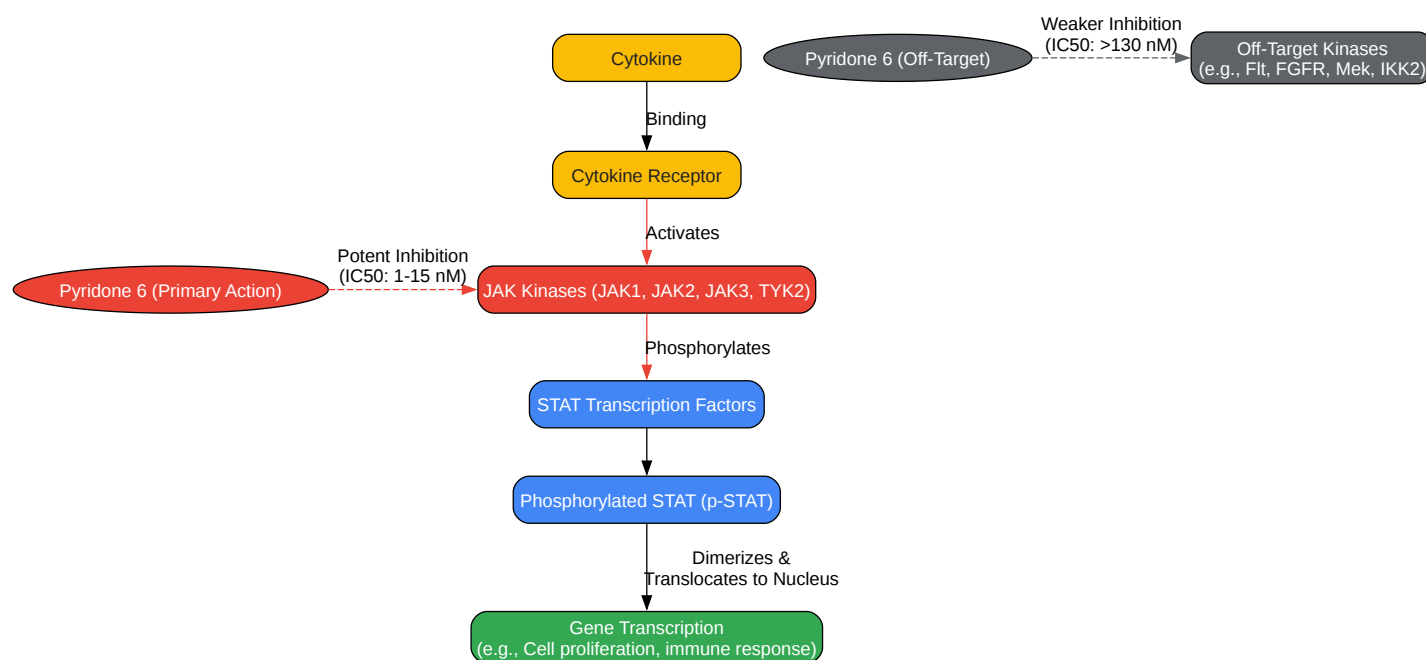 Cytokine
Pyridone 6 (Off-Target)
Weaker Inhibition
(IC50: >130 nM)
Off-Target Kinases
(e.g., Flt, FGFR, Mek, IKK2)
Binding
Cytokine Receptor
Activates
Pyridone 6 (Primary Action)
Potent Inhibition
(IC50: 1-15 nM)
JAK Kinases (JAK1, JAK2, JAK3, TYK2)
Phosphorylates
STAT Transcription Factors
Phosphorylated STAT (p-STAT)
Dimerizes &
Translocates to Nucleus
Gene Transcription
(e.g., Cell proliferation, immune response)